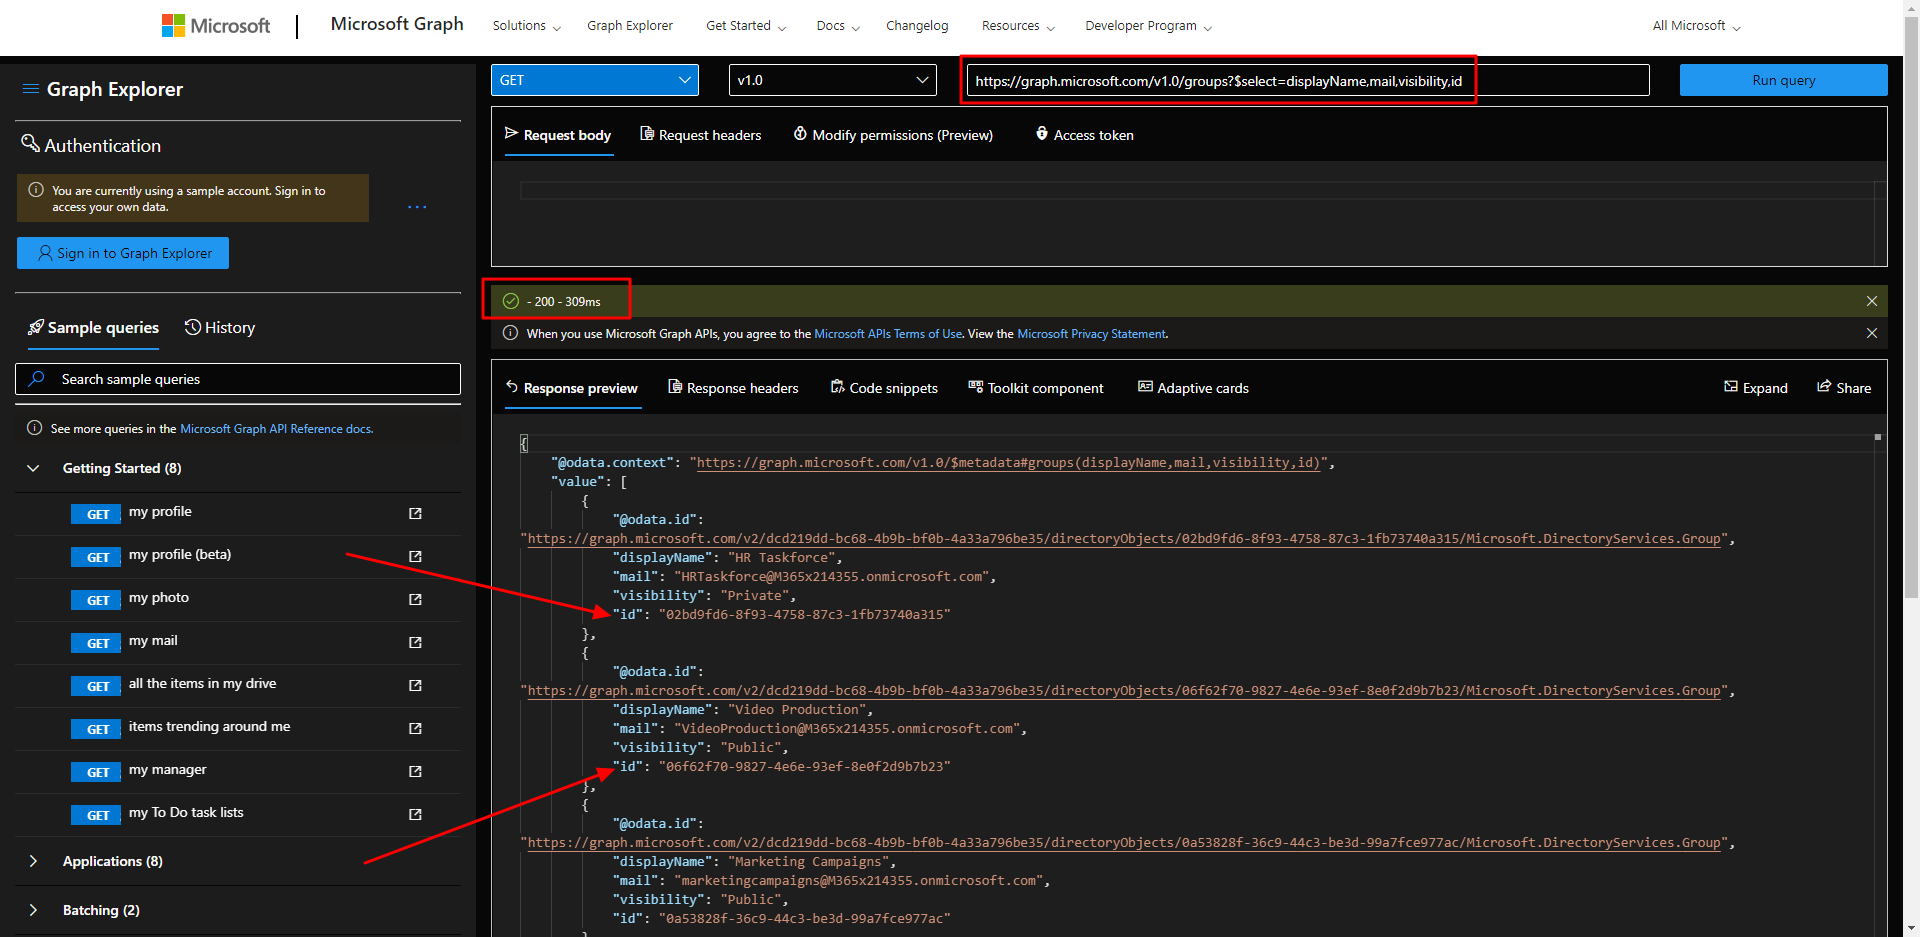 Microsoft
Microsoft Graph
Solutions
Graph Explorer
Get Started
Docs
Changelog
Resources
Developer Program
All Microsoft
Graph Explorer
Authentication
You are currently using a sample account. Sign in to
access your own data.
...
Sign in to Graph Explorer
Sample queries
History
Search sample queries
See more queries in the Microsoft Graph API Reference docs.
Getting Started (8)
GET my profile
GET my profile (beta)
GET my photo
GET my mail
GET all the items in my drive
GET items trending around me
GET my manager
GET my To Do task lists
Applications (8)
Batching (2)
GET
v1.0
https://graph.microsoft.com/v1.0/groups?$select=displayName,mail,visibility,id
Run query
Request body
Request headers
Modify permissions (Preview)
Access token
- 200 - 309ms
When you use Microsoft Graph APIs, you agree to the Microsoft APIs Terms of Use. View the Microsoft Privacy Statement.
Response preview
Response headers
Code snippets
Toolkit component
Adaptive cards
Expand
Share
{
"@odata.context": "https://graph.microsoft.com/v1.0/$metadata#groups(displayName,mail,visibility,id)",
"value": [
{
"@odata.id":
"https://graph.microsoft.com/v2/dcd219dd-bc68-4b9b-bf0b-4a33a796be35/directoryObjects/02bd9fd6-8f93-4758-87c3-1fb73740a315/Microsoft.DirectoryServices.Group",
"displayName": "HR Taskforce",
"mail": "HRTaskforce@M365x214355.onmicrosoft.com",
"visibility": "Private",
"id": "02bd9fd6-8f93-4758-87c3-1fb73740a315"
},
{
"@odata.id":
"https://graph.microsoft.com/v2/dcd219dd-bc68-4b9b-bf0b-4a33a796be35/directoryObjects/06f62f70-9827-4e6e-93ef-8e0f2d9b7b23/Microsoft.DirectoryServices.Group",
"displayName": "Video Production",
"mail": "VideoProduction@M365x214355.onmicrosoft.com",
"visibility": "Public",
"id": "06f62f70-9827-4e6e-93ef-8e0f2d9b7b23"
},
{
"@odata.id":
"https://graph.microsoft.com/v2/dcd219dd-bc68-4b9b-bf0b-4a33a796be35/directoryObjects/0a53828f-36c9-44c3-be3d-99a7fce977ac/Microsoft.DirectoryServices.Group",
"displayName": "Marketing Campaigns",
"mail": "marketingcampaigns@M365x214355.onmicrosoft.com",
"visibility": "Public",
"id": "0a53828f-36c9-44c3-be3d-99a7fce977ac"